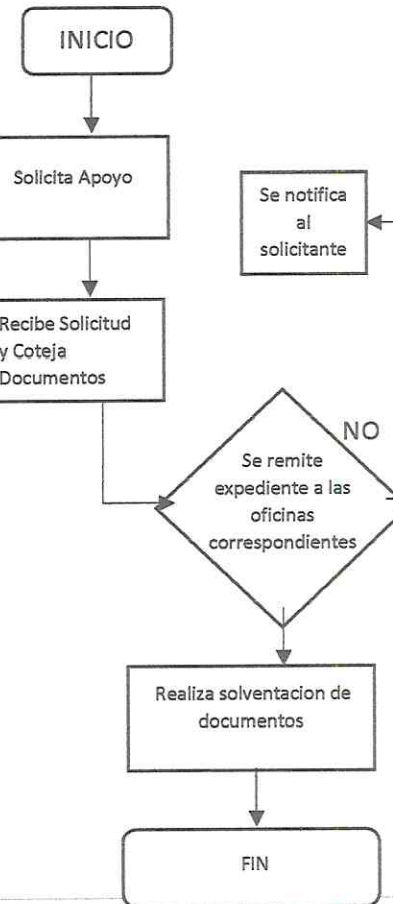 INICIO
Solicita Apoyo
Se notifica
al
solicitante
Recibe Solicitud
y Coteja
Documentos
NO
Se remite
expediente a las
oficinas
correspondientes
Realiza solventacion de
documentos
FIN